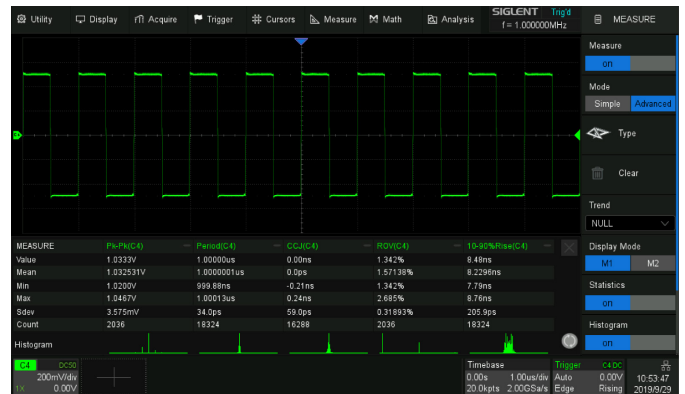 Utility Display Acquire Trigger Cursors Measure Math Analysis SIGLENT Trig'd MEASURE
f = 1.000000MHz
Measure
on
Mode
Simple Advanced
Type
Clear
Trend
NULL
Display Mode
M1 M2
Statistics
on
Histogram
on
MEASURE Pk-Pk(C4) Period(C4) CCJ(C4) ROV(C4) 10-90%Rise(C4)
Value 1.0333V 1.00000us 0.00ns 1.342% 8.48ns
Mean 1.032531V 1.0000001us 0.0ps 1.57138% 8.2296ns
Min 1.0200V 999.88ns -0.21ns 1.342% 7.79ns
Max 1.0467V 1.00013us 0.24ns 2.685% 8.76ns
Sdev 3.575mV 34.0ps 59.0ps 0.31893% 205.9ps
Count 2036 18324 16288 2036 18324
Histogram
C4 DC50 Timebase Trigger C4 DC
200mV/div 0.00s 1.00us/div Auto 0.00V 10:53:47
1X 0.00V 20.0kpts 2.00GSa/s Edge Rising 2019/9/29